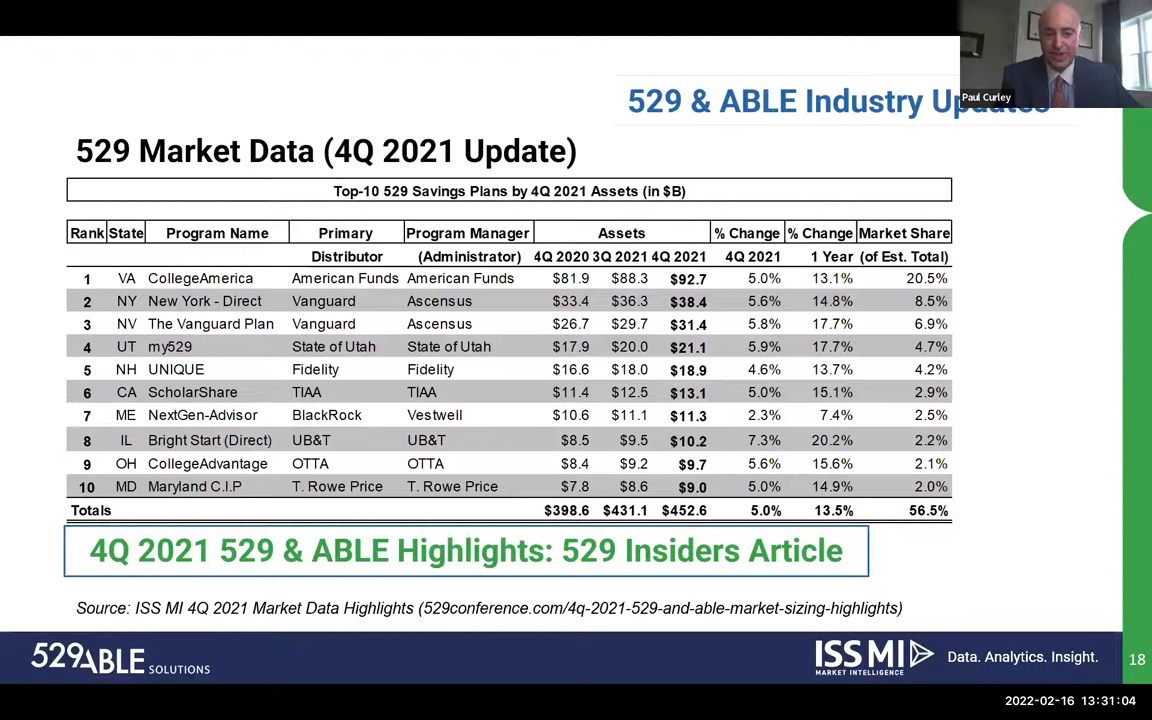 529 & ABLE Industry Updates
Paul Curley
529 Market Data (4Q 2021 Update)
Top-10 529 Savings Plans by 4Q 2021 Assets (in $B)
Rank State Program Name Primary Program Manager Assets % Change % Change Market Share
Distributor (Administrator) 4Q 2020 3Q 2021 4Q 2021 4Q 2021 1 Year (of Est. Total)
1 VA CollegeAmerica American Funds American Funds $81.9 $88.3 $92.7 5.0% 13.1% 20.5%
2 NY New York - Direct Vanguard Ascensus $33.4 $36.3 $38.4 5.6% 14.8% 8.5%
3 NV The Vanguard Plan Vanguard Ascensus $26.7 $29.7 $31.4 5.8% 17.7% 6.9%
4 UT my529 State of Utah State of Utah $17.9 $20.0 $21.1 5.9% 17.7% 4.7%
5 NH UNIQUE Fidelity Fidelity $16.6 $18.0 $18.9 4.6% 13.7% 4.2%
6 CA ScholarShare TIAA TIAA $11.4 $12.5 $13.1 5.0% 15.1% 2.9%
7 ME NextGen-Advisor BlackRock Vestwell $10.6 $11.1 $11.3 2.3% 7.4% 2.5%
8 IL Bright Start (Direct) UB&T UB&T $8.5 $9.5 $10.2 7.3% 20.2% 2.2%
9 OH CollegeAdvantage OTTA OTTA $8.4 $9.2 $9.7 5.6% 15.6% 2.1%
10 MD Maryland C.I.P T. Rowe Price T. Rowe Price $7.8 $8.6 $9.0 5.0% 14.9% 2.0%
Totals $398.6 $431.1 $452.6 5.0% 13.5% 56.5%
4Q 2021 529 & ABLE Highlights: 529 Insiders Article
Source: ISS MI 4Q 2021 Market Data Highlights (529conference.com/4q-2021-529-and-able-market-sizing-highlights)
529ABLE SOLUTIONS
ISS MI
MARKET INTELLIGENCE
Data. Analytics. Insight.
18
2022-02-16 13:31:04